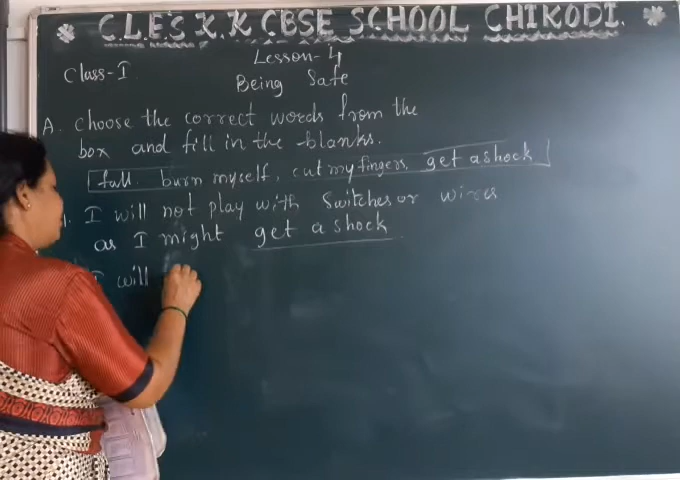 C.L.E'S K.K CBSE SCHOOL CHIKODI.
Lesson-4
Class-I
Being Safe
A. Choose the correct words from the
box and fill in the blanks.
fall. burn myself, cut my fingers, get a shock
1. I will not play with switches or wires
as I might get a shock
I will